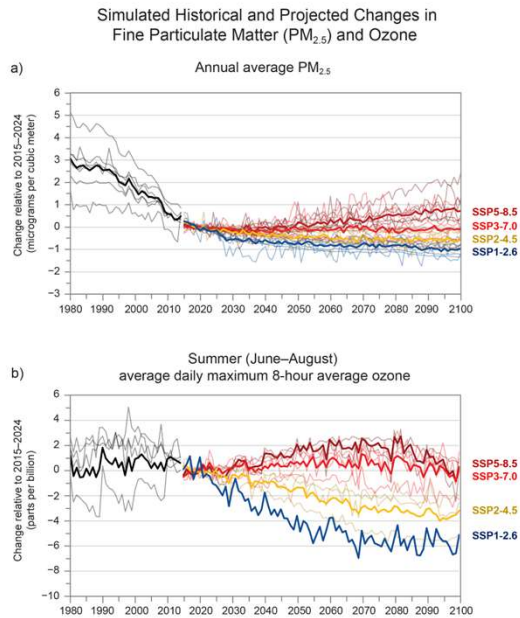 Simulated Historical and Projected Changes in
Fine Particulate Matter (PM2.5) and Ozone
a)
Annual average PM2.5
Change relative to 2015–2024
(micrograms per cubic meter)
6
5
4
3
2
1
0
−1
−2
−3
1980 1990 2000 2010 2020 2030 2040 2050 2060 2070 2080 2090 2100
SSP5-8.5
SSP3-7.0
SSP2-4.5
SSP1-2.6
b)
Summer (June–August)
average daily maximum 8-hour average ozone
Change relative to 2015–2024
(parts per billion)
6
4
2
0
−2
−4
−6
−8
−10
1980 1990 2000 2010 2020 2030 2040 2050 2060 2070 2080 2090 2100
SSP5-8.5
SSP3-7.0
SSP2-4.5
SSP1-2.6